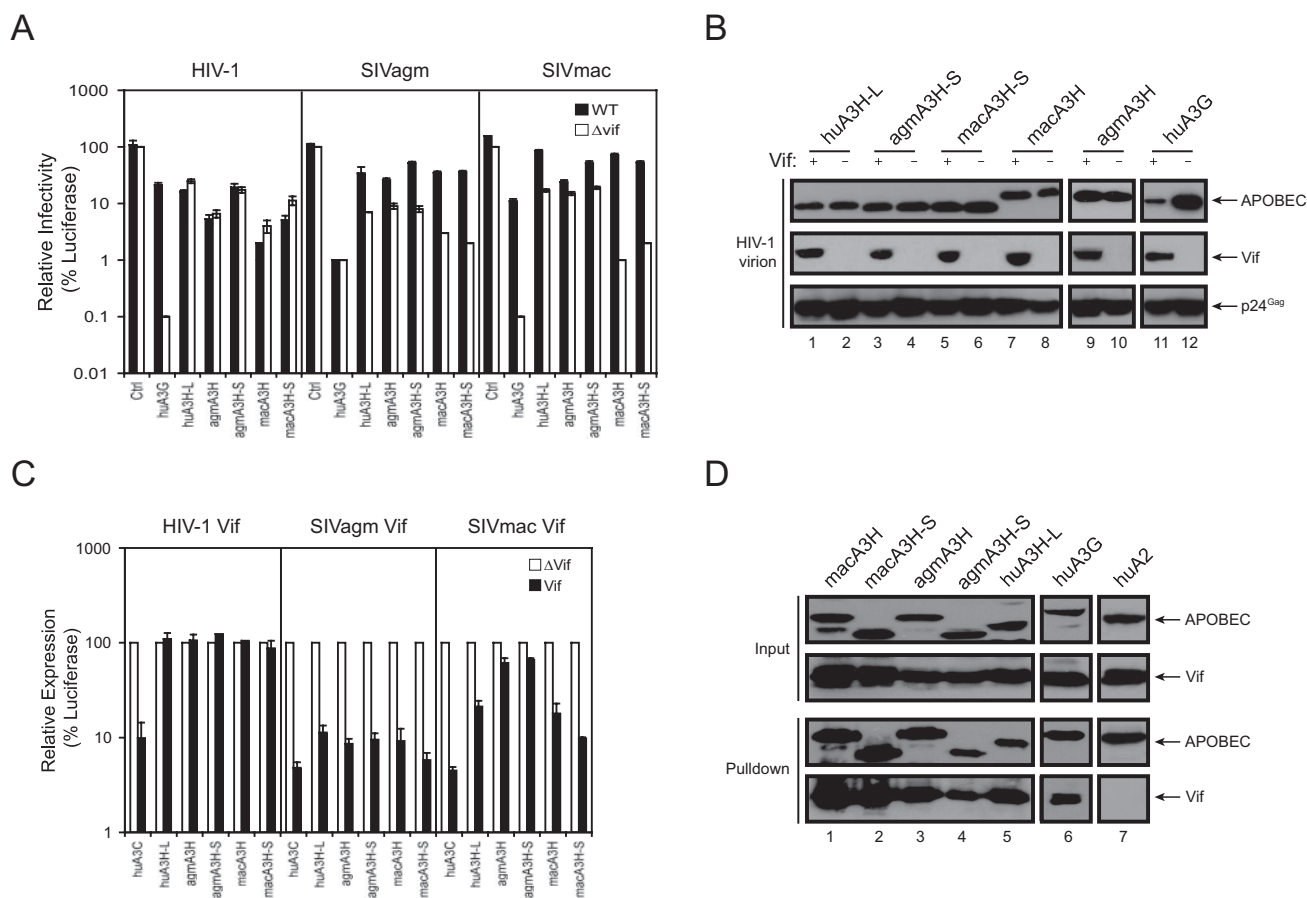 A
HIV-1 SIVagm SIVmac
WT
Δvif
1000
100
10
1
0.1
0.01
Relative Infectivity
(% Luciferase)
Ctrl huA3G huA3H-L agmA3H agmA3H-S macA3H macA3H-S Ctrl huA3G huA3H-L agmA3H agmA3H-S macA3H macA3H-S Ctrl huA3G huA3H-L agmA3H agmA3H-S macA3H macA3H-S
B
huA3H-L agmA3H-S macA3H-S macA3H agmA3H huA3G
Vif: + − + − + − + − + − + −
HIV-1
virion
APOBEC
Vif
p24Gag
1 2 3 4 5 6 7 8 9 10 11 12
C
HIV-1 Vif SIVagm Vif SIVmac Vif
ΔVif
Vif
1000
100
10
1
Relative Expression
(% Luciferase)
huA3C huA3H-L agmA3H agmA3H-S macA3H macA3H-S huA3C huA3H-L agmA3H agmA3H-S macA3H macA3H-S huA3C huA3H-L agmA3H agmA3H-S macA3H macA3H-S
D
macA3H macA3H-S agmA3H agmA3H-S huA3H-L huA3G huA2
Input
APOBEC
Vif
Pulldown
APOBEC
Vif
1 2 3 4 5 6 7